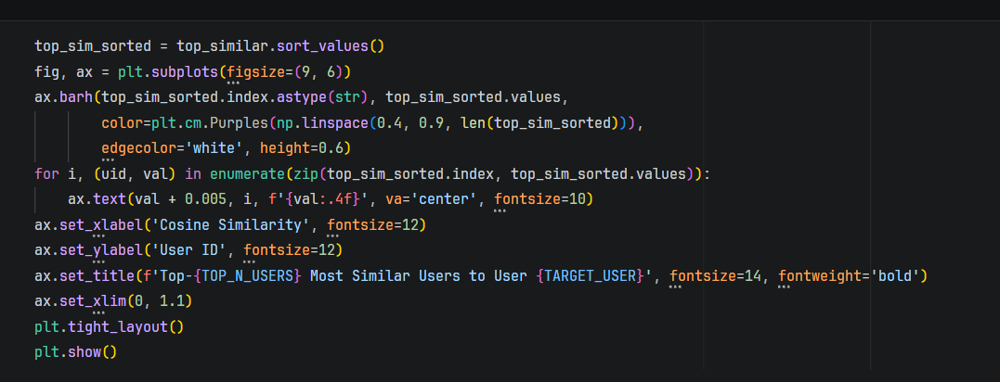 top_sim_sorted = top_similar.sort_values()
fig, ax = plt.subplots(figsize=(9, 6))
ax.barh(top_sim_sorted.index.astype(str), top_sim_sorted.values,
        color=plt.cm.Purples(np.linspace(0.4, 0.9, len(top_sim_sorted))),
        edgecolor='white', height=0.6)
for i, (uid, val) in enumerate(zip(top_sim_sorted.index, top_sim_sorted.values)):
    ax.text(val + 0.005, i, f'{val:.4f}', va='center', fontsize=10)
ax.set_xlabel('Cosine Similarity', fontsize=12)
ax.set_ylabel('User ID', fontsize=12)
ax.set_title(f'Top-{TOP_N_USERS} Most Similar Users to User {TARGET_USER}', fontsize=14, fontweight='bold')
ax.set_xlim(0, 1.1)
plt.tight_layout()
plt.show()